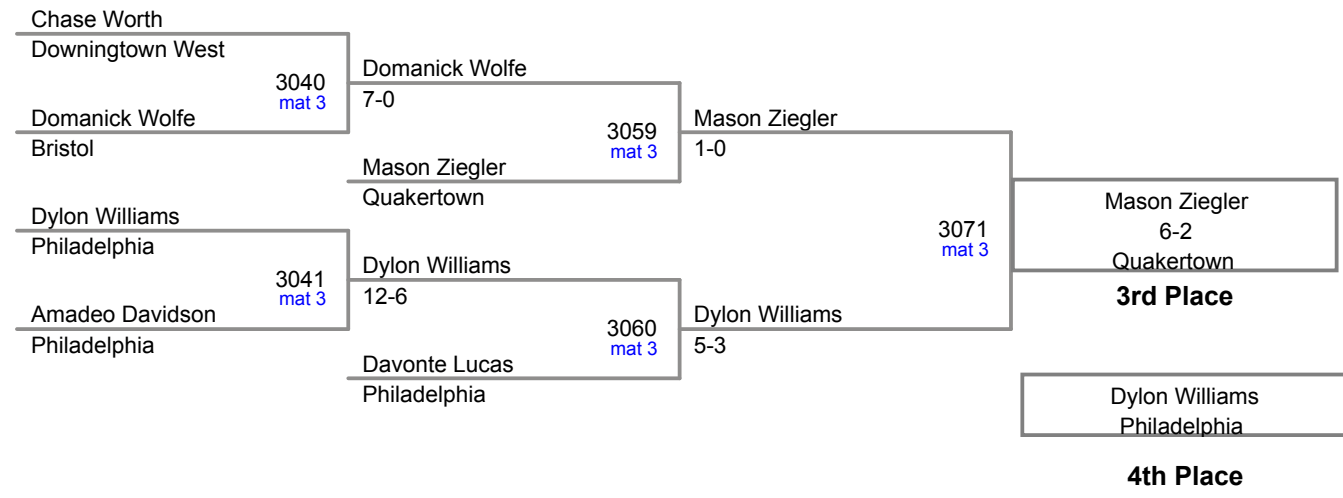 Chase Worth
Downingtown West
3040
mat 3
Domanick Wolfe
Bristol
Domanick Wolfe
7-0
3059
mat 3
Mason Ziegler
Quakertown
Mason Ziegler
1-0
Dylon Williams
Philadelphia
3041
mat 3
Amadeo Davidson
Philadelphia
Dylon Williams
12-6
3060
mat 3
Davonte Lucas
Philadelphia
Dylon Williams
5-3
3071
mat 3
Mason Ziegler
6-2
Quakertown
3rd Place
Dylon Williams
Philadelphia
4th Place